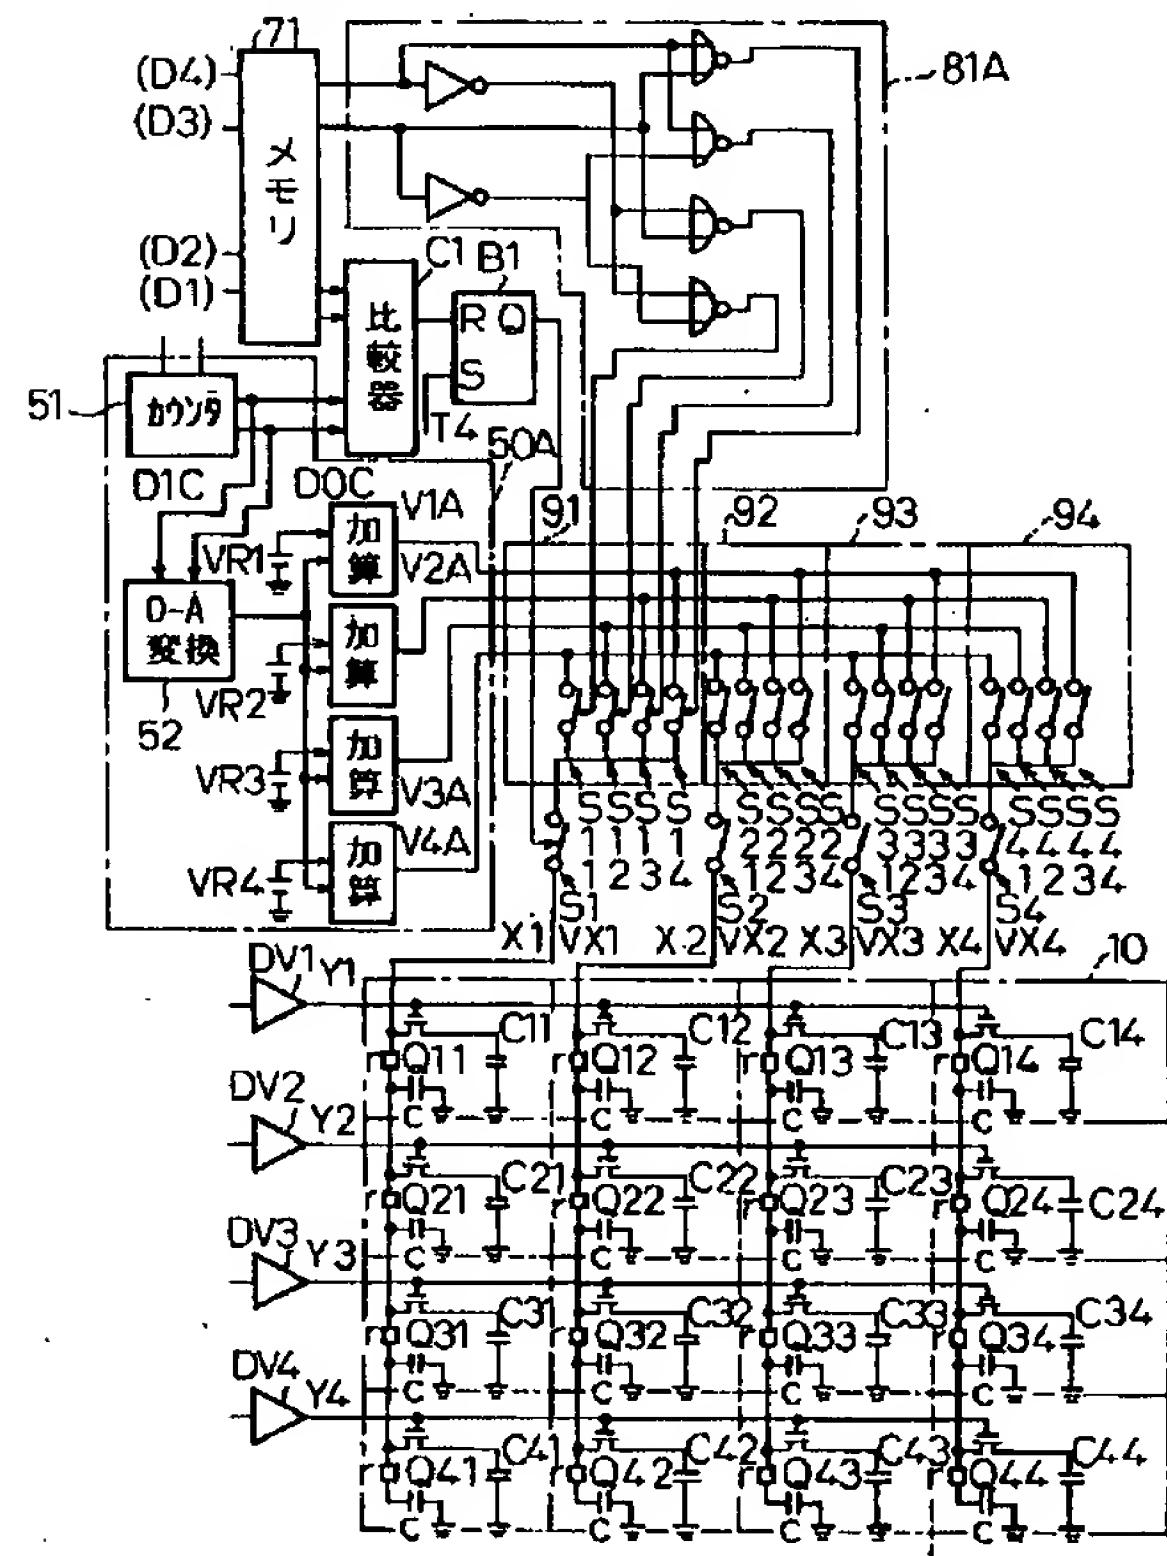 71
(D4)
81A
(D3)
メモリ
(D2)
C1
B1
(D1)
比較器
R Q
S
51
カウンタ
T4
50A
D1C
D0C
V1A
91
92
93
94
加算
VR1
V2A
D-A
変換
加算
VR2
52
加算
VR3
V3A
S S S S
S S S S
S S S S
S S S S
加算
V4A
1 1 1 1
2 2 2 2
3 3 3 3
4 4 4 4
VR4
1 2 3 4
1 2 3 4
1 2 3 4
1 2 3 4
S1
S2
S3
S4
X1
VX1
X2
VX2
X3
VX3
X4
VX4
10
DV1
Y1
C11
C12
C13
C14
r
Q11
r
Q12
r
Q13
r
Q14
C
C
C
C
DV2
Y2
C21
C22
C23
C24
r
Q21
r
Q22
r
Q23
r
Q24
C
C
C
C
DV3
Y3
C31
C32
C33
C34
r
Q31
r
Q32
r
Q33
r
Q34
C
C
C
C
DV4
Y4
C41
C42
C43
C44
r
Q41
r
Q42
r
Q43
r
Q44
C
C
C
C